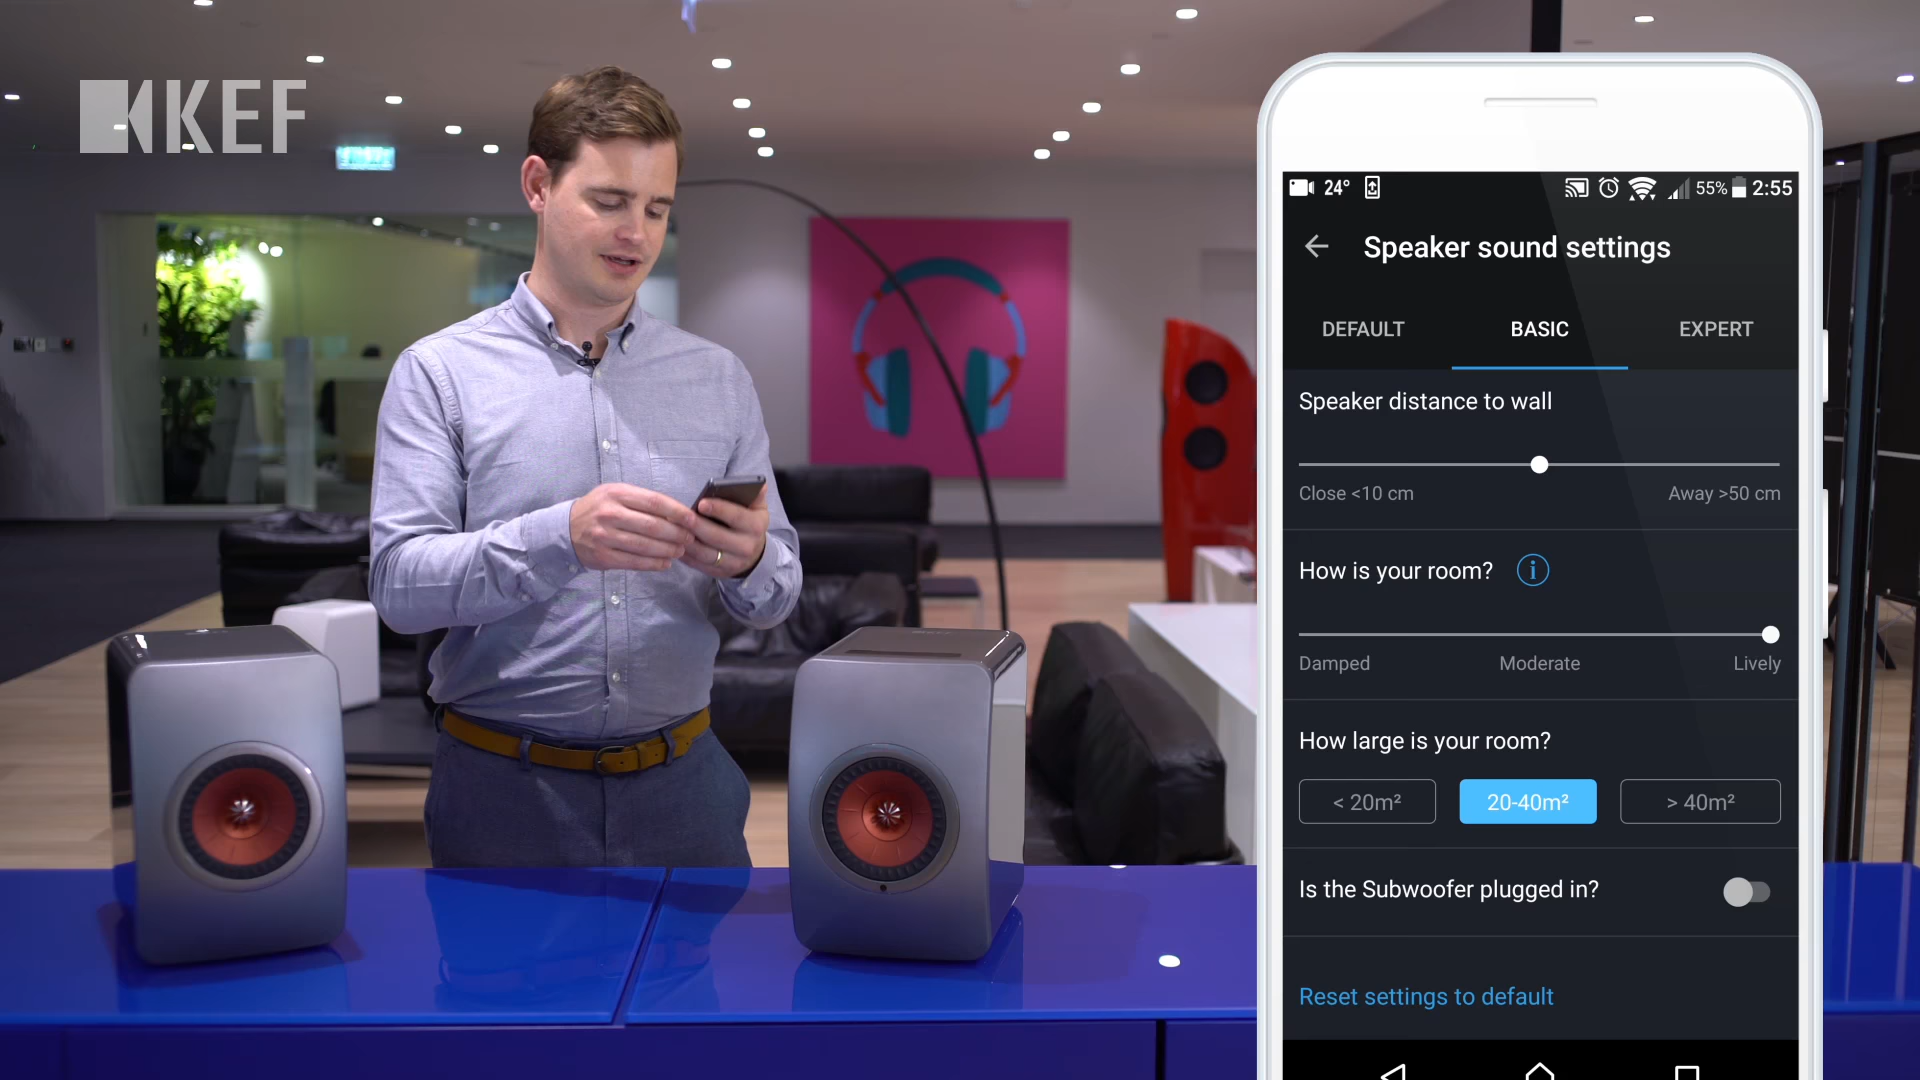 KEF
24°
55% 2:55
Speaker sound settings
DEFAULT BASIC EXPERT
Speaker distance to wall
Close <10 cm Away >50 cm
How is your room? i
Damped Moderate Lively
How large is your room?
< 20m² 20-40m² > 40m²
Is the Subwoofer plugged in?
Reset settings to default